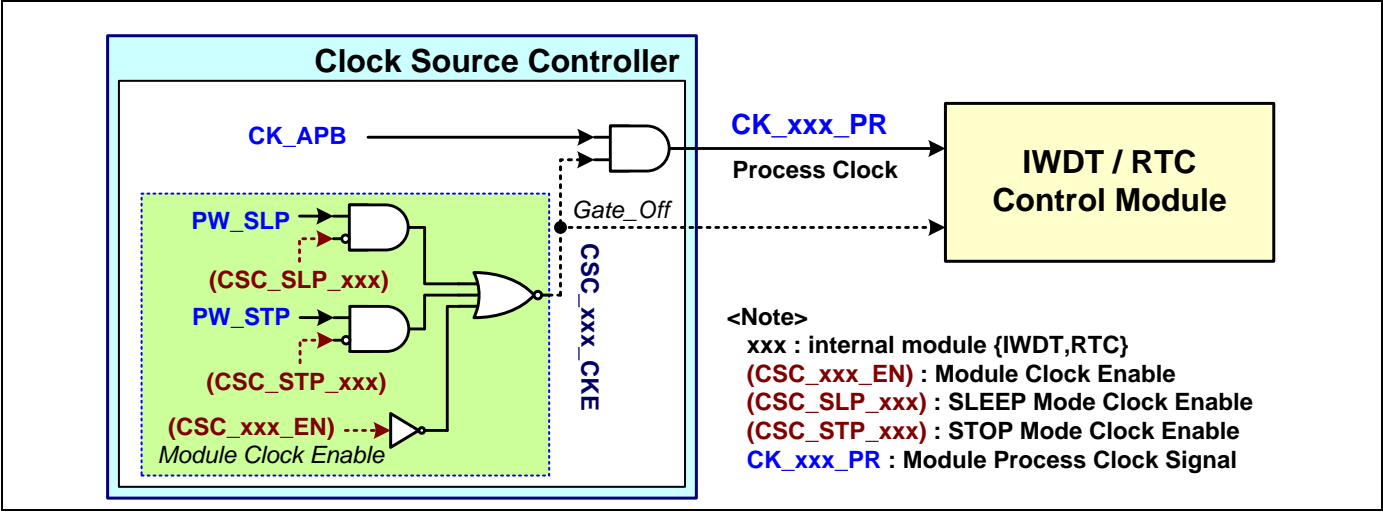 Clock Source Controller
CK_APB
CK_xxx_PR
Process Clock
IWDT / RTC
Control Module
PW_SLP
Gate_Off
(CSC_SLP_xxx)
CSC_xxx_CKE
PW_STP
(CSC_STP_xxx)
(CSC_xxx_EN)
Module Clock Enable
<Note>
xxx : internal module {IWDT,RTC}
(CSC_xxx_EN) : Module Clock Enable
(CSC_SLP_xxx) : SLEEP Mode Clock Enable
(CSC_STP_xxx) : STOP Mode Clock Enable
CK_xxx_PR : Module Process Clock Signal